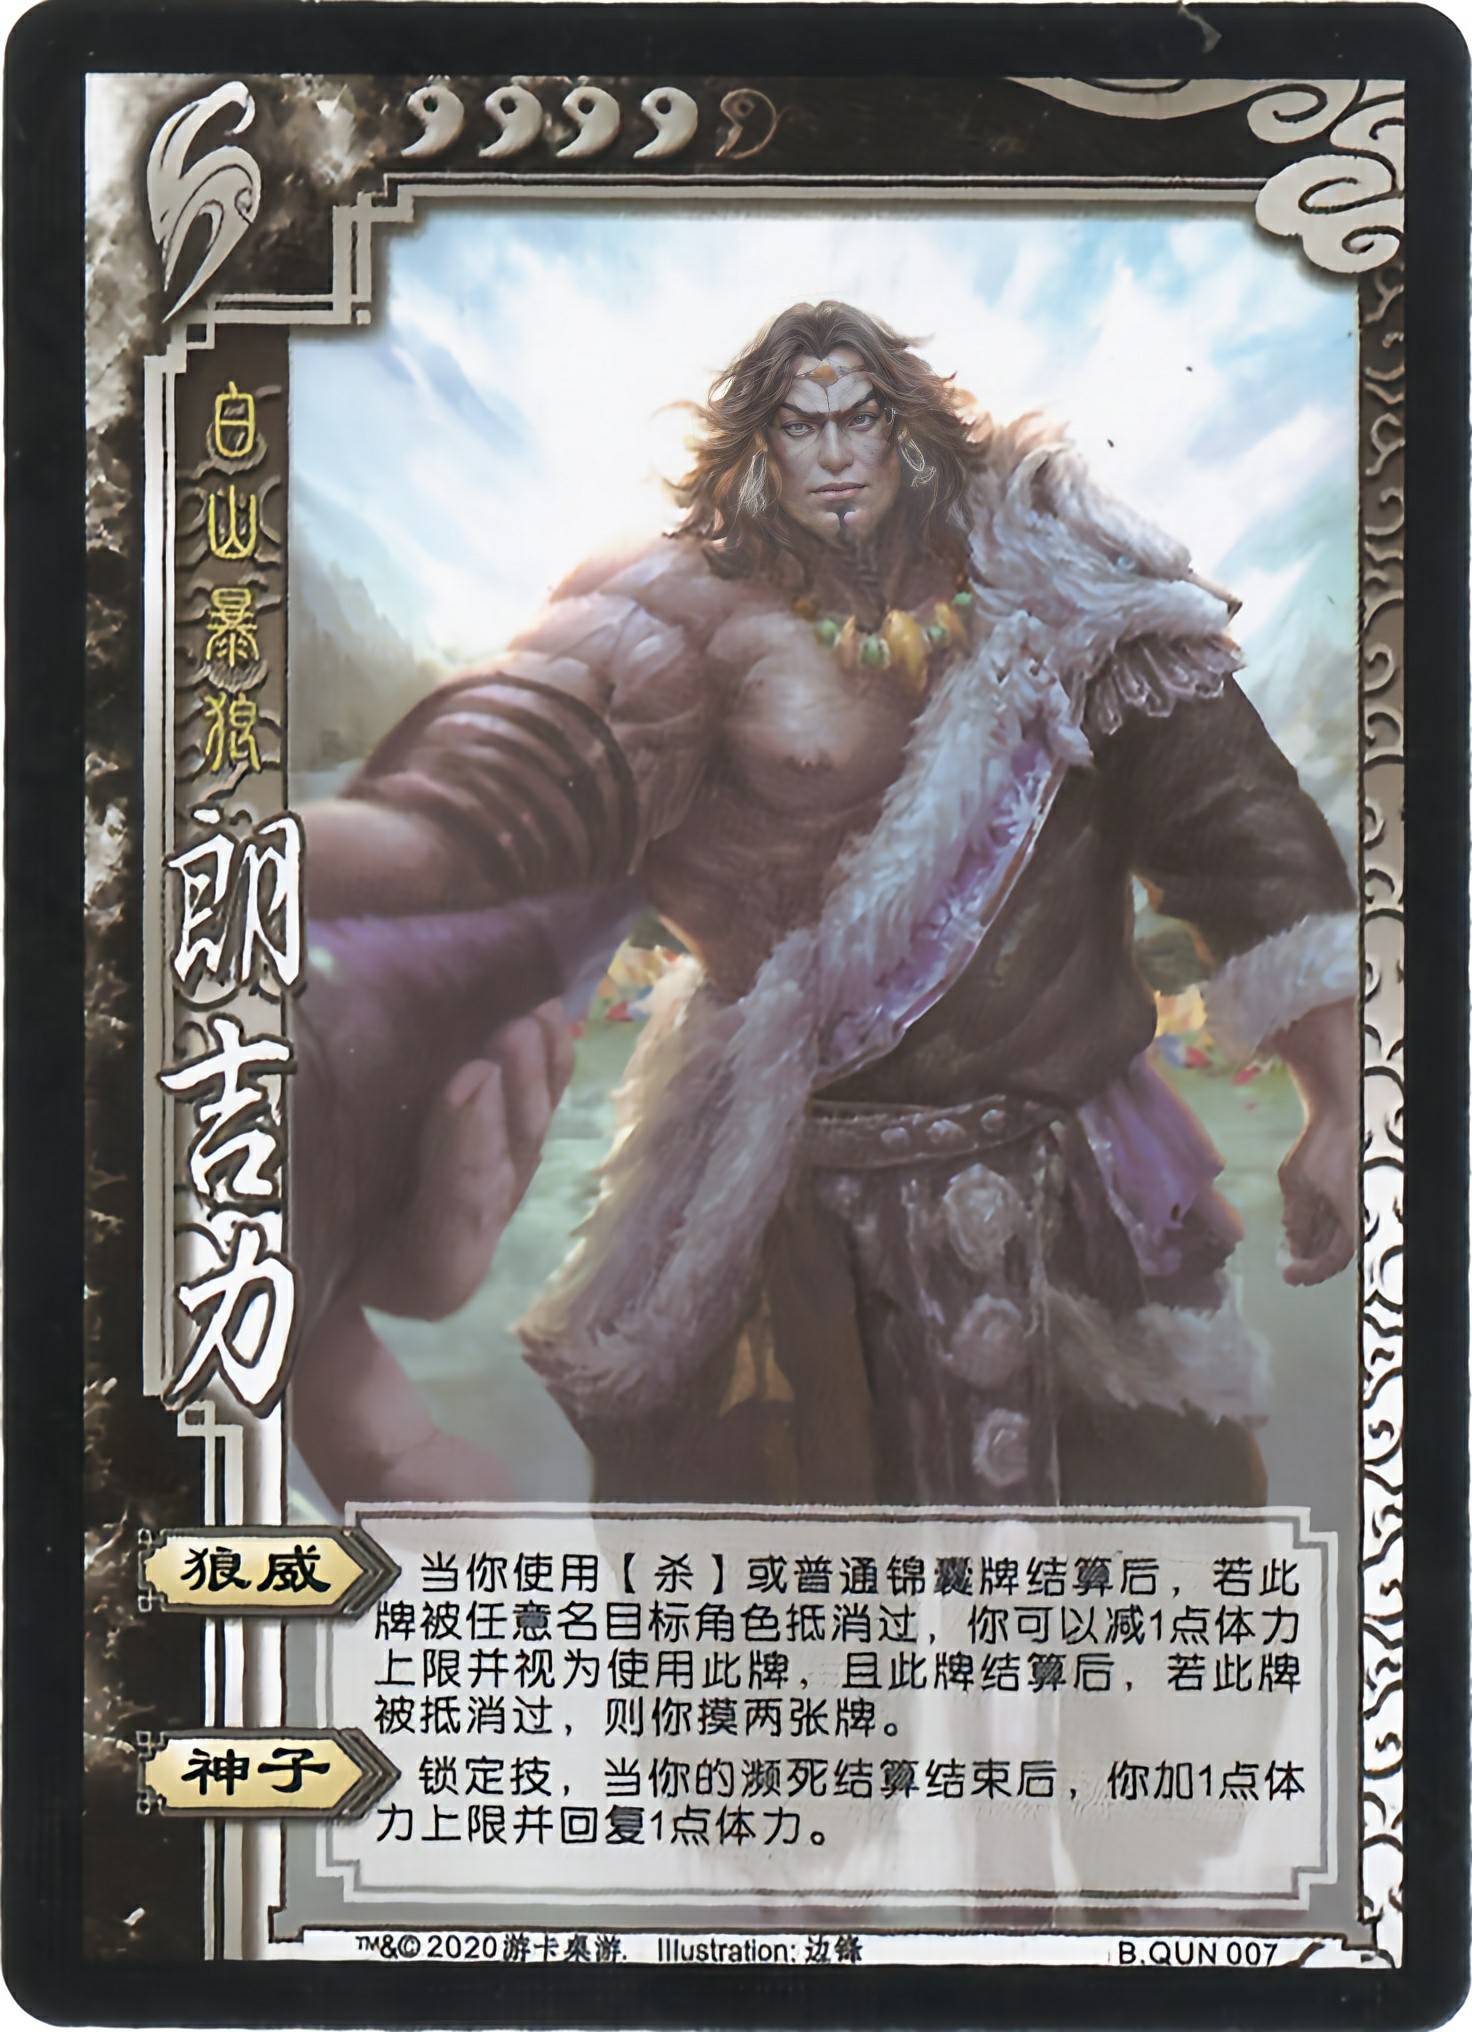 白山暴狼
朗吉力
狼威
当你使用【杀】或普通锦囊牌结算后，若此
牌被任意名目标角色抵消过，你可以减1点体力
上限并视为使用此牌，且此牌结算后，若此牌
被抵消过，则你摸两张牌。
神子
锁定技，当你的濒死结算结束后，你加1点体
力上限并回复1点体力。
™&©2020游卡桌游. Illustration: 边锋
B.QUN 007